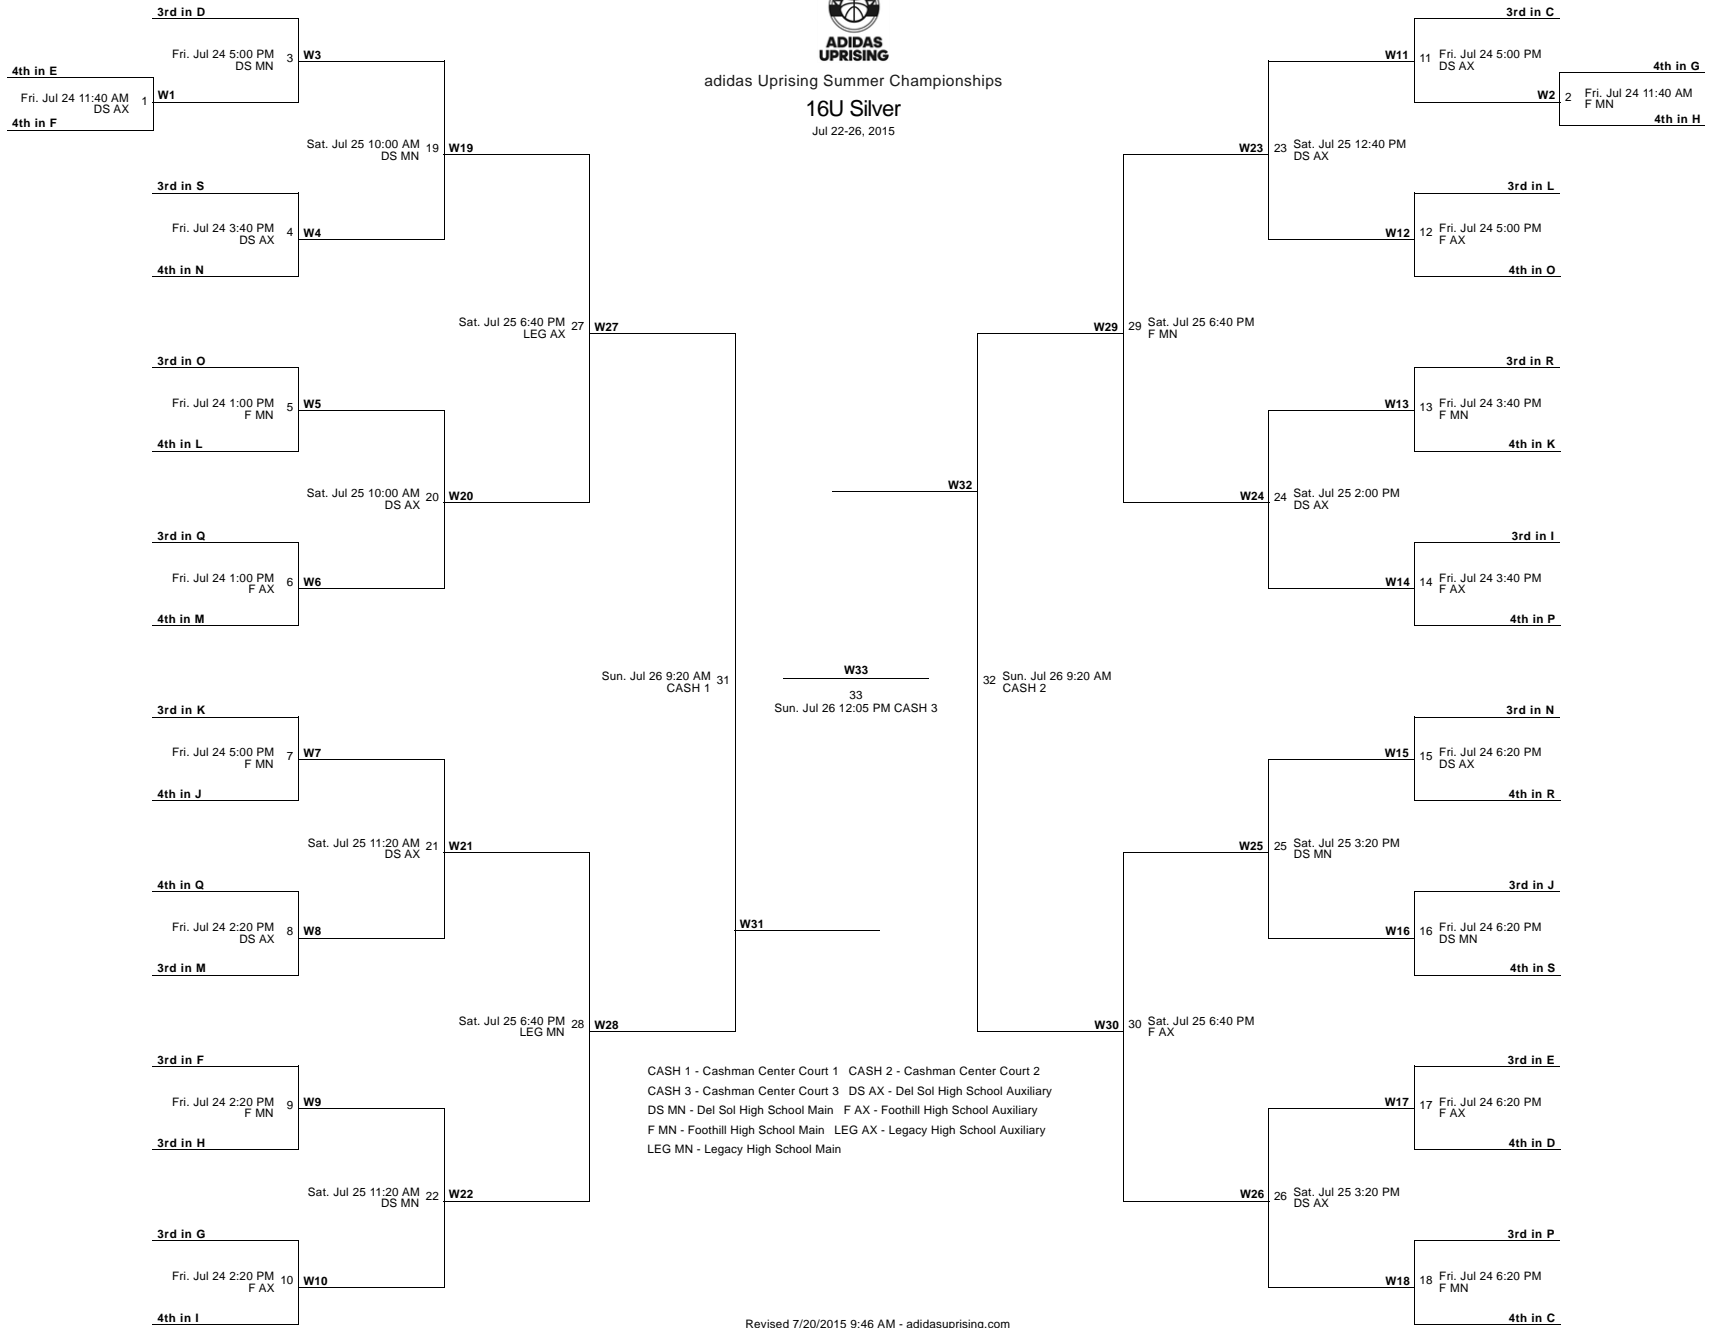 ADIDAS
UPRISING
adidas Uprising Summer Championships
16U Silver
Jul 22-26, 2015
3rd in D
Fri. Jul 24 5:00 PM 3 W3
DS MN
4th in E
Fri. Jul 24 11:40 AM 1 W1
DS AX
4th in F
Sat. Jul 25 10:00 AM 19 W19
DS MN
3rd in S
Fri. Jul 24 3:40 PM 4 W4
DS AX
4th in N
Sat. Jul 25 6:40 PM 27 W27
LEG AX
3rd in O
Fri. Jul 24 1:00 PM 5 W5
F MN
4th in L
Sat. Jul 25 10:00 AM 20 W20
DS AX
3rd in Q
Fri. Jul 24 1:00 PM 6 W6
F AX
4th in M
Sun. Jul 26 9:20 AM 31
CASH 1
3rd in K
Fri. Jul 24 5:00 PM 7 W7
F MN
4th in J
Sat. Jul 25 11:20 AM 21 W21
DS AX
4th in Q
Fri. Jul 24 2:20 PM 8 W8
DS AX
3rd in M
W31
Sat. Jul 25 6:40 PM 28 W28
LEG MN
3rd in F
Fri. Jul 24 2:20 PM 9 W9
F MN
3rd in H
Sat. Jul 25 11:20 AM 22 W22
DS MN
3rd in G
Fri. Jul 24 2:20 PM 10 W10
F AX
4th in I
W33
33
Sun. Jul 26 12:05 PM CASH 3
3rd in C
W11 11 Fri. Jul 24 5:00 PM
DS AX
4th in G
W2 2 Fri. Jul 24 11:40 AM
F MN
4th in H
W23 23 Sat. Jul 25 12:40 PM
DS AX
3rd in L
W12 12 Fri. Jul 24 5:00 PM
F AX
4th in O
W29 29 Sat. Jul 25 6:40 PM
F MN
3rd in R
W13 13 Fri. Jul 24 3:40 PM
F MN
4th in K
W32
W24 24 Sat. Jul 25 2:00 PM
DS AX
3rd in I
W14 14 Fri. Jul 24 3:40 PM
F AX
4th in P
32 Sun. Jul 26 9:20 AM
CASH 2
3rd in N
W15 15 Fri. Jul 24 6:20 PM
DS AX
4th in R
W25 25 Sat. Jul 25 3:20 PM
DS MN
3rd in J
W16 16 Fri. Jul 24 6:20 PM
DS MN
4th in S
W30 30 Sat. Jul 25 6:40 PM
F AX
3rd in E
W17 17 Fri. Jul 24 6:20 PM
F AX
4th in D
W26 26 Sat. Jul 25 3:20 PM
DS AX
3rd in P
W18 18 Fri. Jul 24 6:20 PM
F MN
4th in C
CASH 1 - Cashman Center Court 1 CASH 2 - Cashman Center Court 2
CASH 3 - Cashman Center Court 3 DS AX - Del Sol High School Auxiliary
DS MN - Del Sol High School Main F AX - Foothill High School Auxiliary
F MN - Foothill High School Main LEG AX - Legacy High School Auxiliary
LEG MN - Legacy High School Main
Revised 7/20/2015 9:46 AM - adidasuprising.com